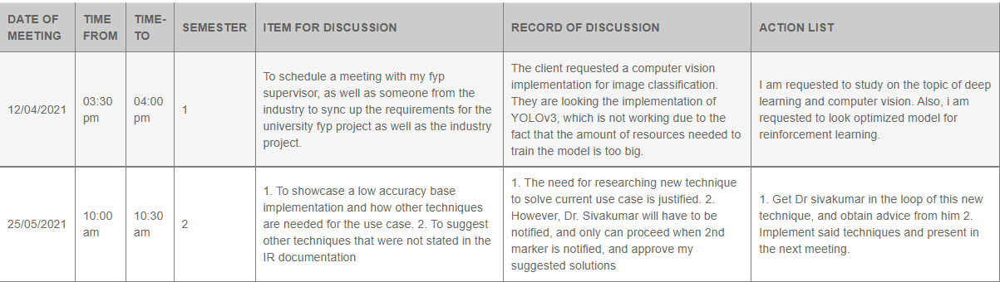 DATE OF MEETING
TIME FROM
TIME-TO
SEMESTER
ITEM FOR DISCUSSION
RECORD OF DISCUSSION
ACTION LIST
12/04/2021
03:30 pm
04:00 pm
1
To schedule a meeting with my fyp
supervisor, as well as someone from the
industry to sync up the requirements for the
university fyp project as well as the industry
project.
The client requested a computer vision
implementation for image classification.
They are looking the implementation of
YOLOv3, which is not working due to the
fact that the amount of resources needed to
train the model is too big.
I am requested to study on the topic of deep
learning and computer vision. Also, i am
requested to look optimized model for
reinforcement learning.
25/05/2021
10:00 am
10:30 am
2
1. To showcase a low accuracy base
implementation and how other techniques
are needed for the use case. 2. To suggest
other techniques that were not stated in the
IR documentation
1. The need for researching new technique
to solve current use case is justified. 2.
However, Dr. Sivakumar will have to be
notified, and only can proceed when 2nd
marker is notified, and approve my
suggested solutions
1. Get Dr sivakumar in the loop of this new
technique, and obtain advice from him 2.
Implement said techniques and present in
the next meeting.